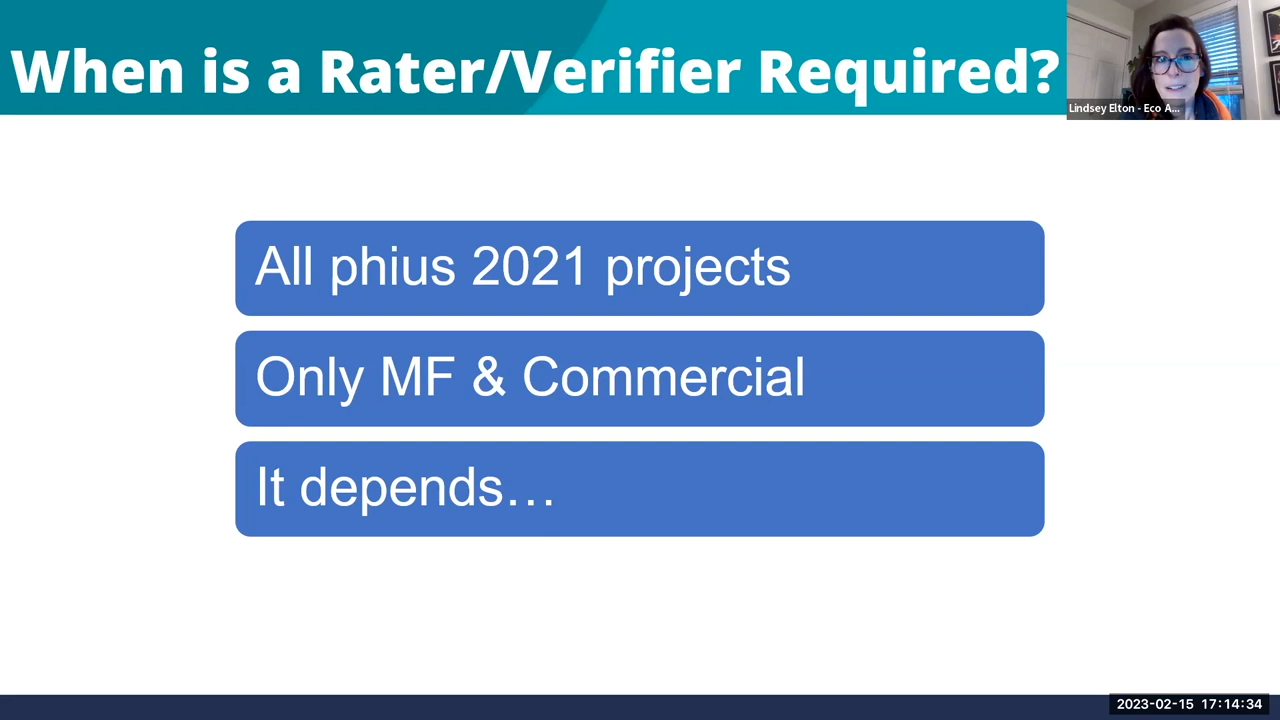 When is a Rater/Verifier Required?
Lindsey Elton - Eco A...
All phius 2021 projects
Only MF & Commercial
It depends…
2023-02-15 17:14:34